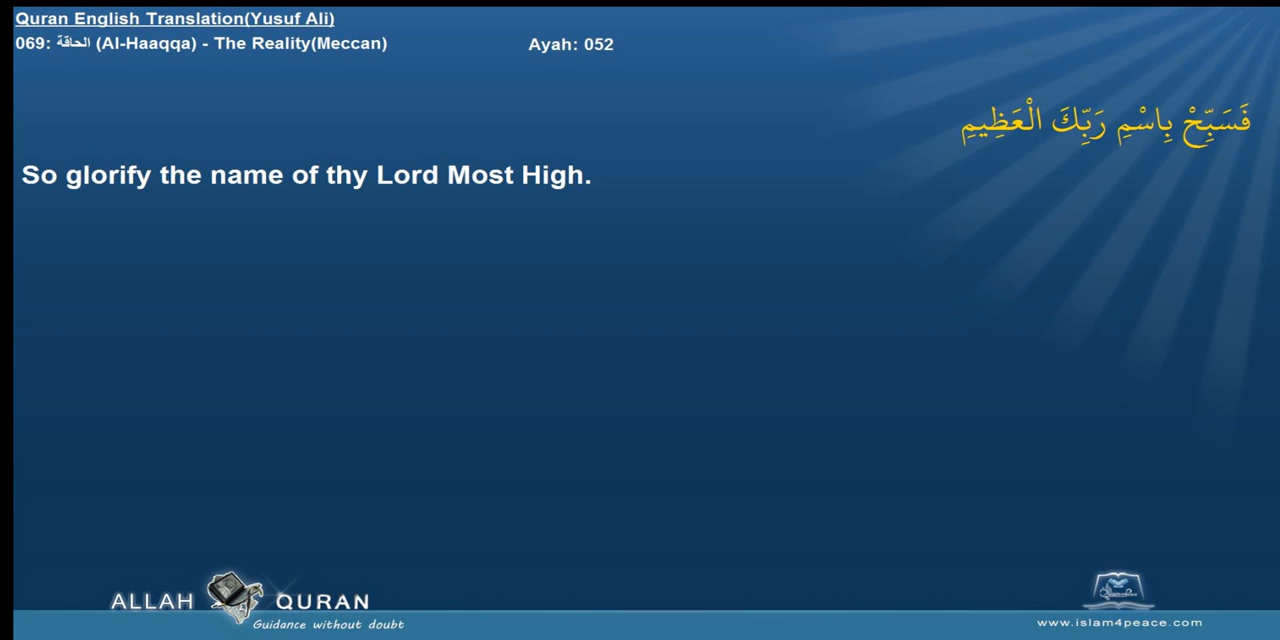 Quran English Translation(Yusuf Ali)
069: الحاقة (Al-Haaqqa) - The Reality(Meccan) Ayah: 052
فَسَبِّحْ بِاسْمِ رَبِّكَ الْعَظِيمِ
So glorify the name of thy Lord Most High.
ALLAH QURAN
Guidance without doubt
www.islam4peace.com